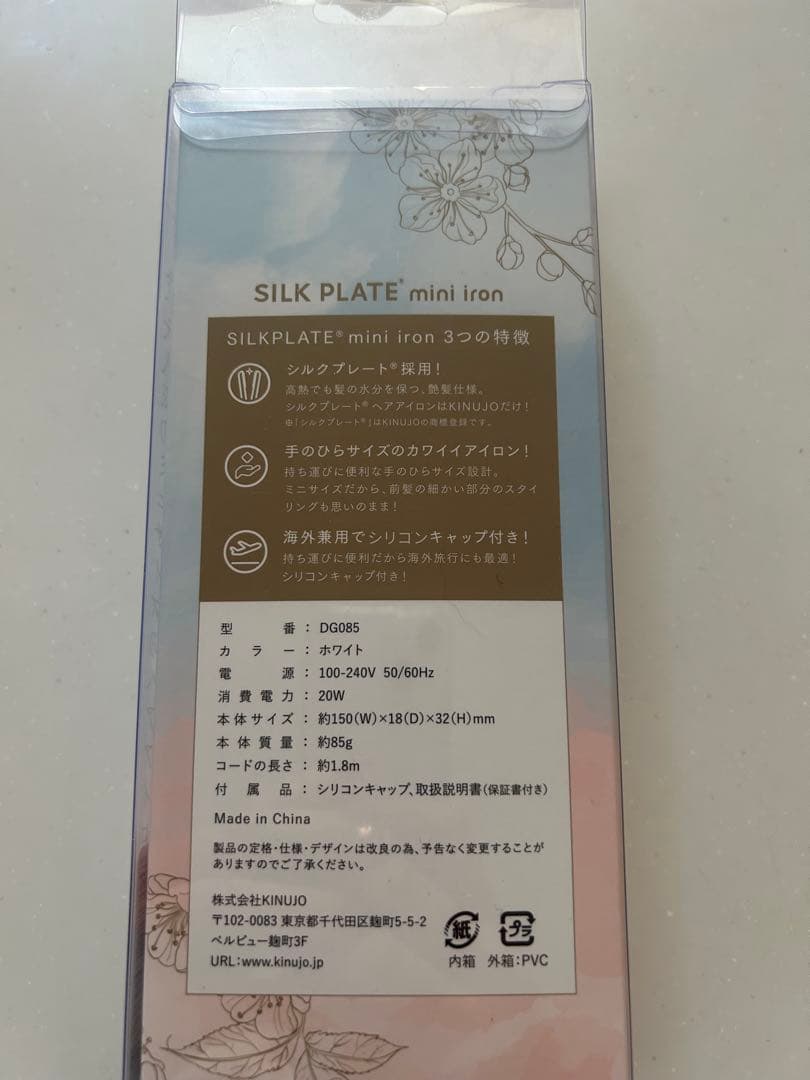 SILK PLATE® mini iron
SILKPLATE® mini iron 3つの特徴
シルクプレート®採用！
高熱でも髪の水分を保つ、艶髪仕様。
シルクプレート®ヘアアイロンはKINUJOだけ！
※「シルクプレート®」はKINUJOの商標登録です。
手のひらサイズのカワイイアイロン！
持ち運びに便利な手のひらサイズ設計。
ミニサイズだから、前髪の細かい部分のスタイ
リングも思いのまま！
海外兼用でシリコンキャップ付き！
持ち運びに便利だから海外旅行にも最適！
シリコンキャップ付き！
型番：DG085
カラー：ホワイト
電源：100-240V 50/60Hz
消費電力：20W
本体サイズ：約150(W)×18(D)×32(H)mm
本体質量：約85g
コードの長さ：約1.8m
付属品：シリコンキャップ、取扱説明書(保証書付き)
Made in China
製品の定格・仕様・デザインは改良の為、予告なく変更することが
ありますのでご了承ください。
株式会社KINUJO
〒102-0083 東京都千代田区麹町5-5-2
ベルビュー麹町3F
URL:www.kinujo.jp
紙
内箱
プラ
外箱：PVC